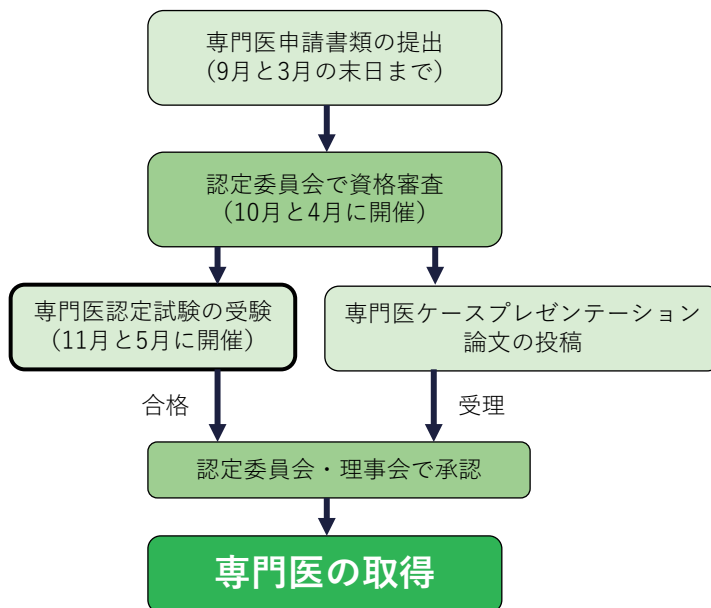 専門医申請書類の提出
（9月と3月の末日まで）
認定委員会で資格審査
（10月と4月に開催）
専門医認定試験の受験
（11月と5月に開催）
専門医ケースプレゼンテーション
論文の投稿
合格
受理
認定委員会・理事会で承認
専門医の取得